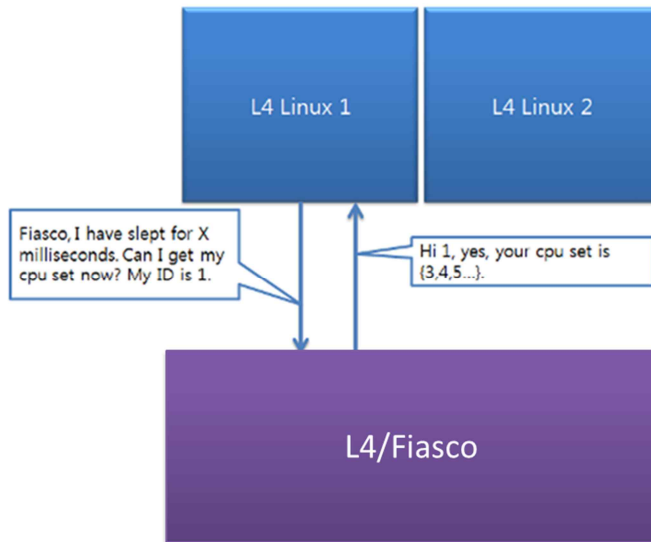 L4 Linux 1
L4 Linux 2
Fiasco, I have slept for X
milliseconds. Can I get my
cpu set now? My ID is 1.
Hi 1, yes, your cpu set is
{3,4,5...}.
L4/Fiasco